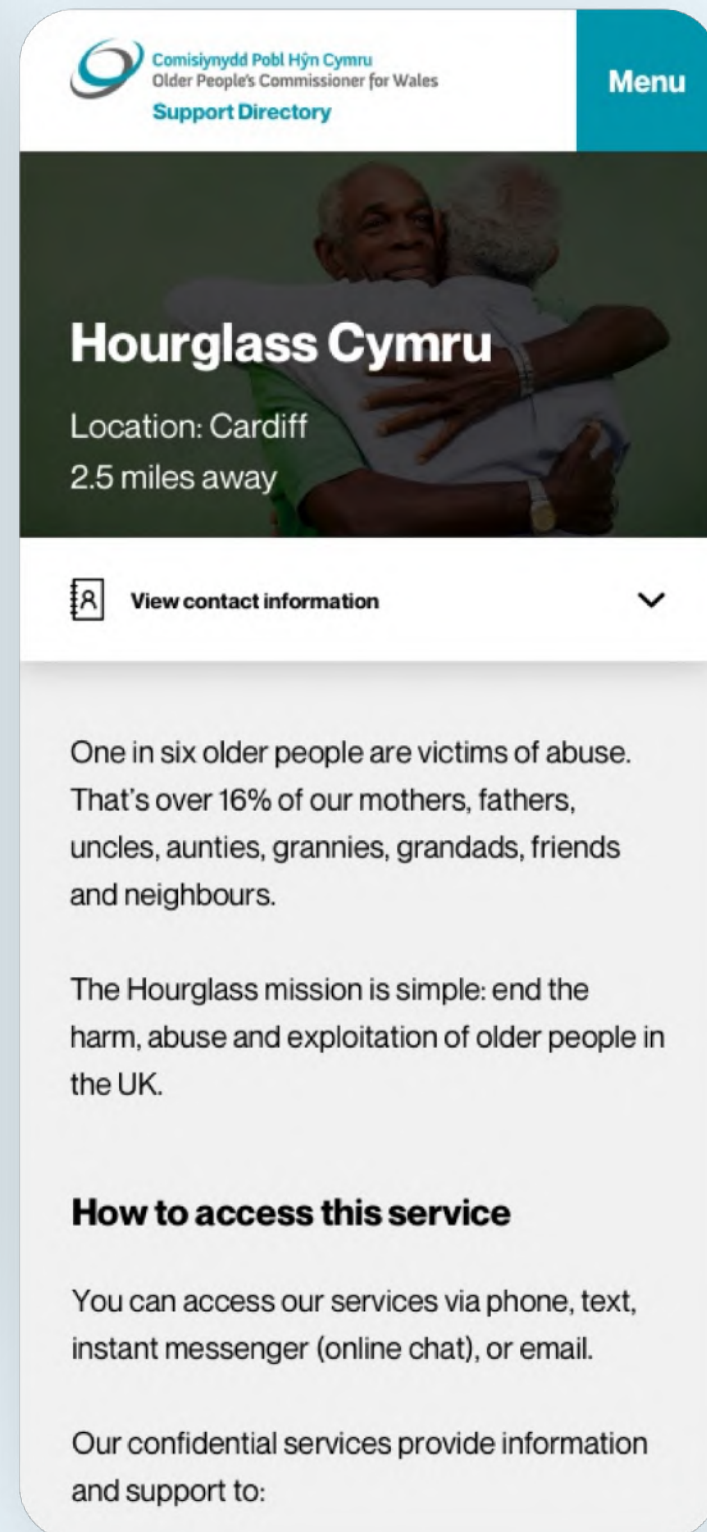 Comisiynydd Pobl Hŷn Cymru
Older People's Commissioner for Wales
Support Directory
Menu
Hourglass Cymru
Location: Cardiff
2.5 miles away
View contact information
One in six older people are victims of abuse.
That's over 16% of our mothers, fathers,
uncles, aunties, grannies, grandads, friends
and neighbours.
The Hourglass mission is simple: end the
harm, abuse and exploitation of older people in
the UK.
How to access this service
You can access our services via phone, text,
instant messenger (online chat), or email.
Our confidential services provide information
and support to: